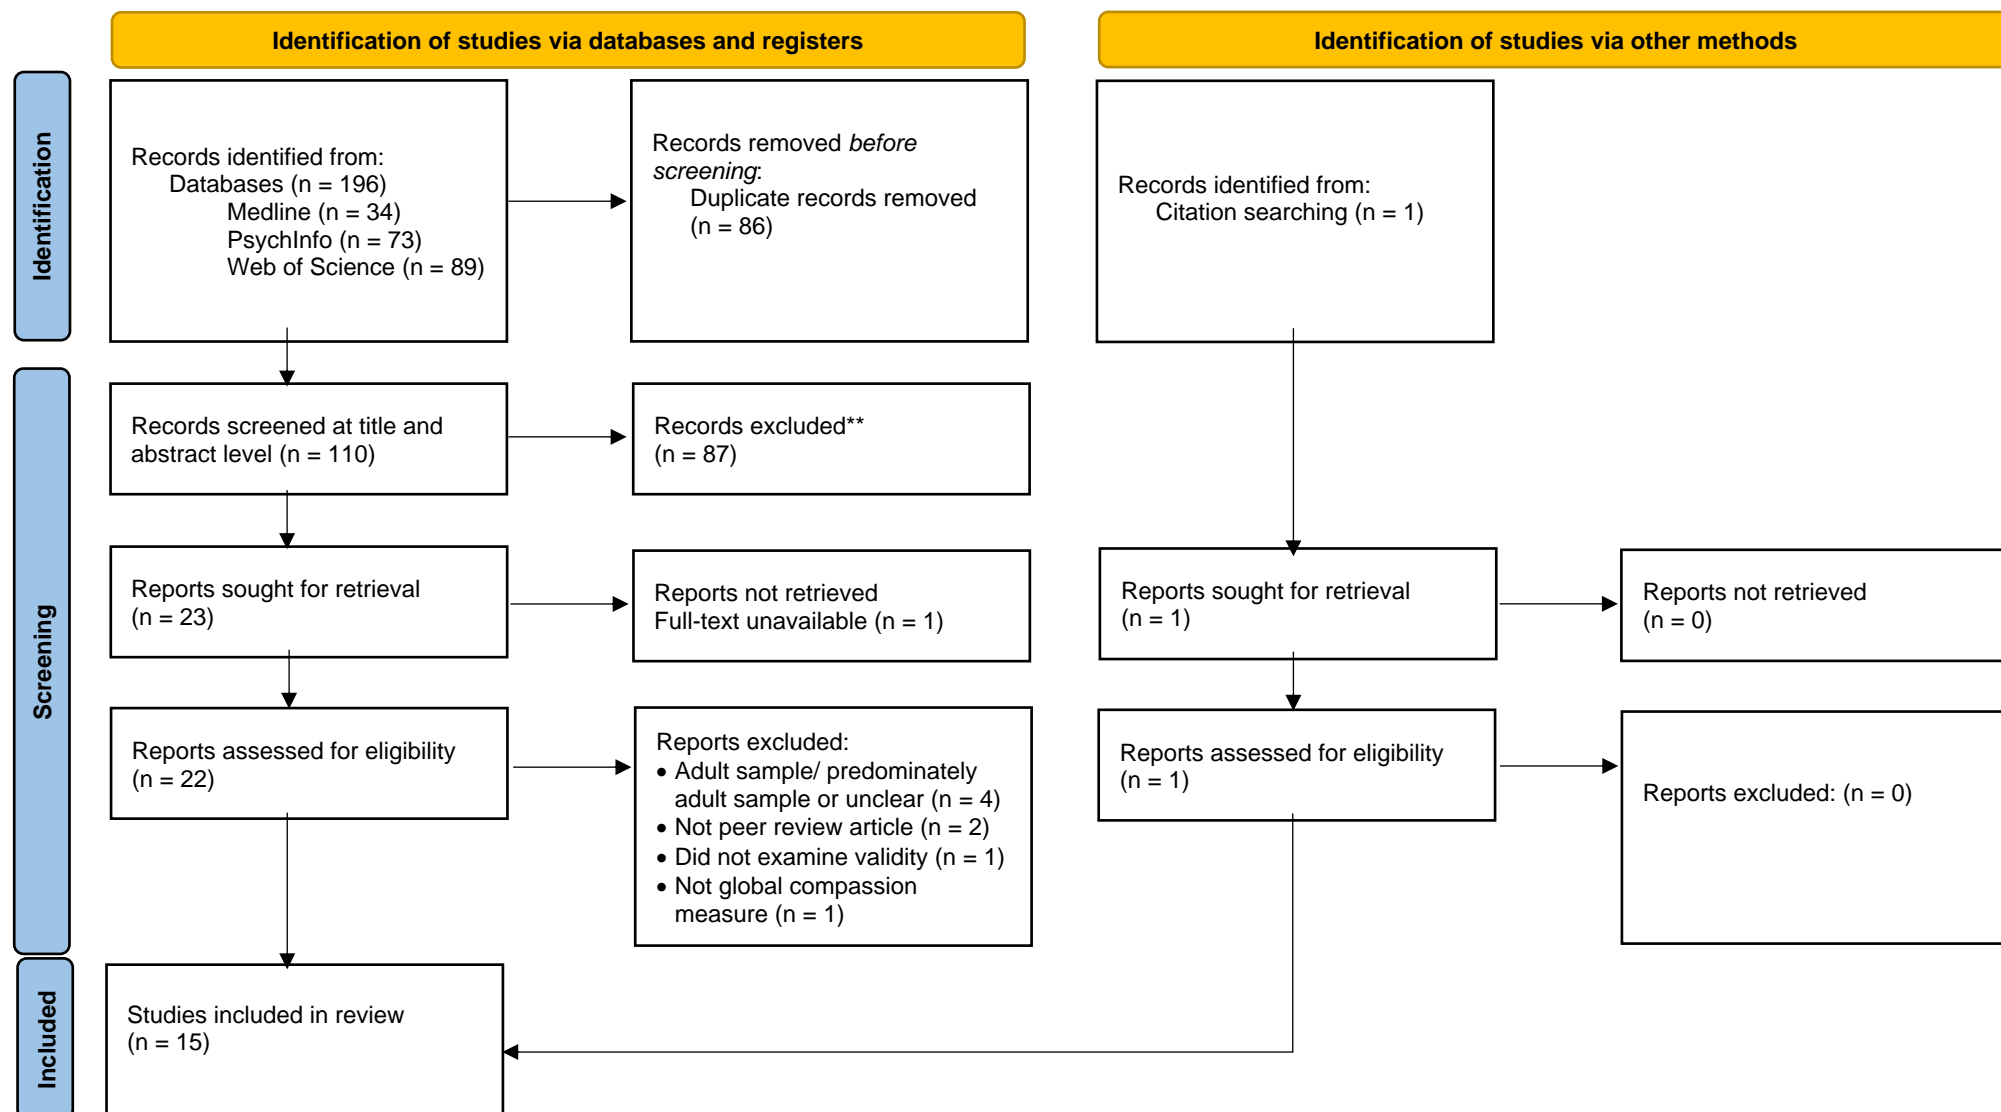 Identification of studies via databases and registers
Identification of studies via other methods
Identification
Records identified from:
Databases (n = 196)
Medline (n = 34)
PsychInfo (n = 73)
Web of Science (n = 89)
Records removed before
screening:
Duplicate records removed
(n = 86)
Records identified from:
Citation searching (n = 1)
Screening
Records screened at title and
abstract level (n = 110)
Records excluded**
(n = 87)
Reports sought for retrieval
(n = 23)
Reports not retrieved
Full-text unavailable (n = 1)
Reports sought for retrieval
(n = 1)
Reports not retrieved
(n = 0)
Reports assessed for eligibility
(n = 22)
Reports excluded:
• Adult sample/ predominately
adult sample or unclear (n = 4)
• Not peer review article (n = 2)
• Did not examine validity (n = 1)
• Not global compassion
measure (n = 1)
Reports assessed for eligibility
(n = 1)
Reports excluded: (n = 0)
Included
Studies included in review
(n = 15)